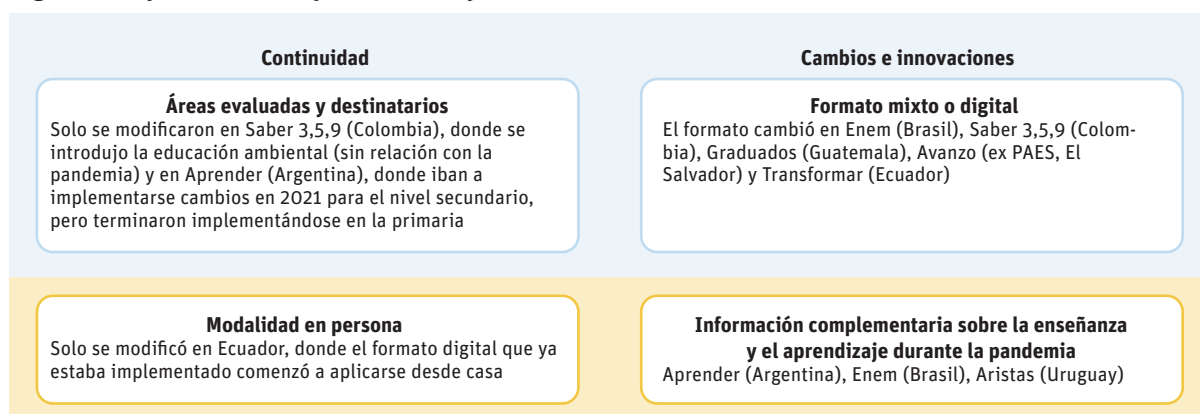 Continuidad
Áreas evaluadas y destinatarios
Solo se modificaron en Saber 3,5,9 (Colombia), donde se
introdujo la educación ambiental (sin relación con la
pandemia) y en Aprender (Argentina), donde iban a
implementarse cambios en 2021 para el nivel secundario,
pero terminaron implementándose en la primaria
Cambios e innovaciones
Formato mixto o digital
El formato cambió en Enem (Brasil), Saber 3,5,9 (Colom-
bia), Graduados (Guatemala), Avanzo (ex PAES, El
Salvador) y Transformar (Ecuador)
Modalidad en persona
Solo se modificó en Ecuador, donde el formato digital que ya
estaba implementado comenzó a aplicarse desde casa
Información complementaria sobre la enseñanza
y el aprendizaje durante la pandemia
Aprender (Argentina), Enem (Brasil), Aristas (Uruguay)